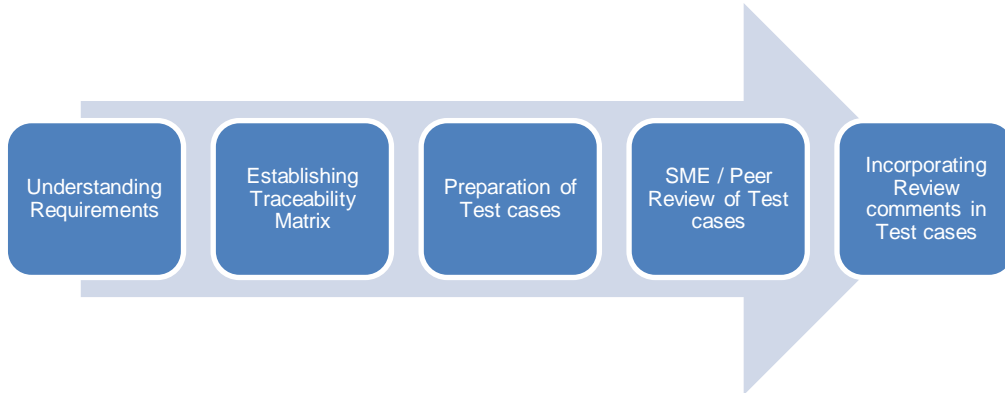 Understanding
Requirements
Establishing
Traceability
Matrix
Preparation of
Test cases
SME / Peer
Review of Test
cases
Incorporating
Review
comments in
Test cases